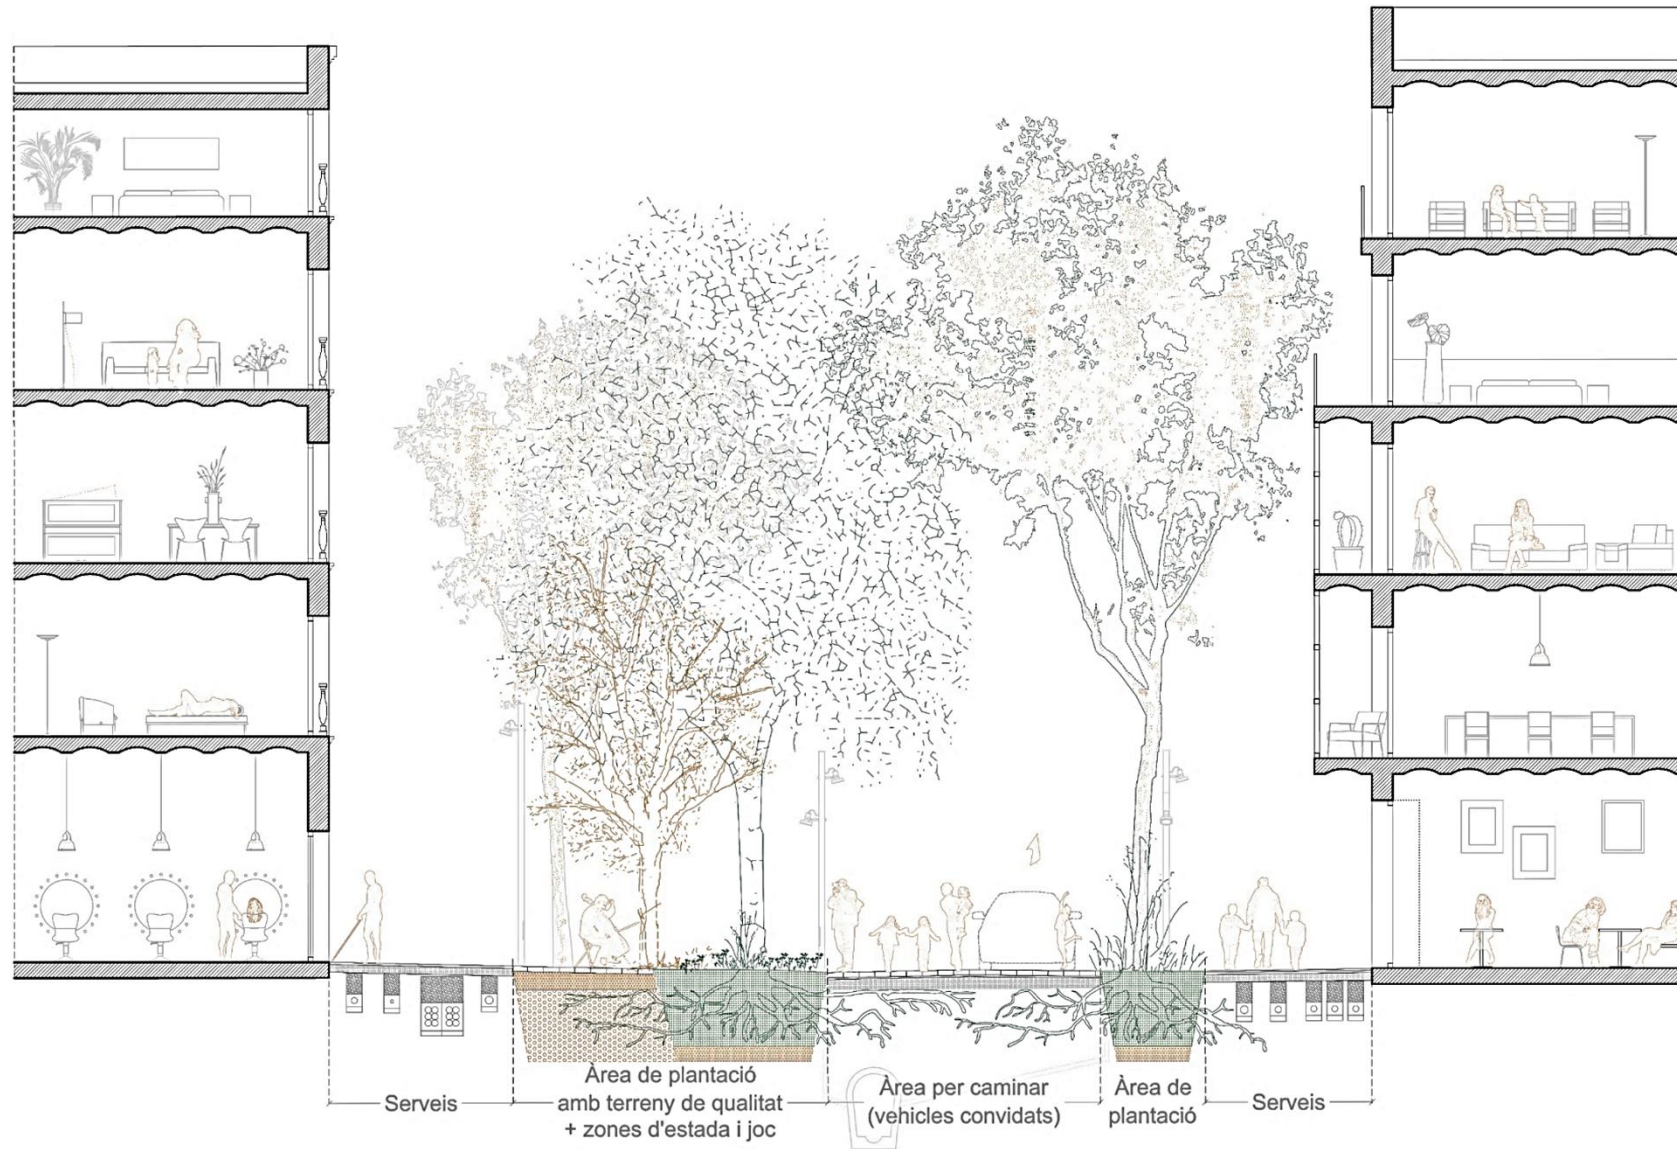 Serveis
Àrea de plantació
amb terreny de qualitat
+ zones d'estada i joc
Àrea per caminar
(vehicles convidats)
Àrea de
plantació
Serveis